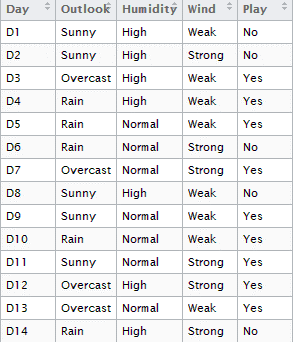 Day Outlook Humidity Wind Play
D1 Sunny High Weak No
D2 Sunny High Strong No
D3 Overcast High Weak Yes
D4 Rain High Weak Yes
D5 Rain Normal Weak Yes
D6 Rain Normal Strong No
D7 Overcast Normal Strong Yes
D8 Sunny High Weak No
D9 Sunny Normal Weak Yes
D10 Rain Normal Weak Yes
D11 Sunny Normal Strong Yes
D12 Overcast High Strong Yes
D13 Overcast Normal Weak Yes
D14 Rain High Strong No